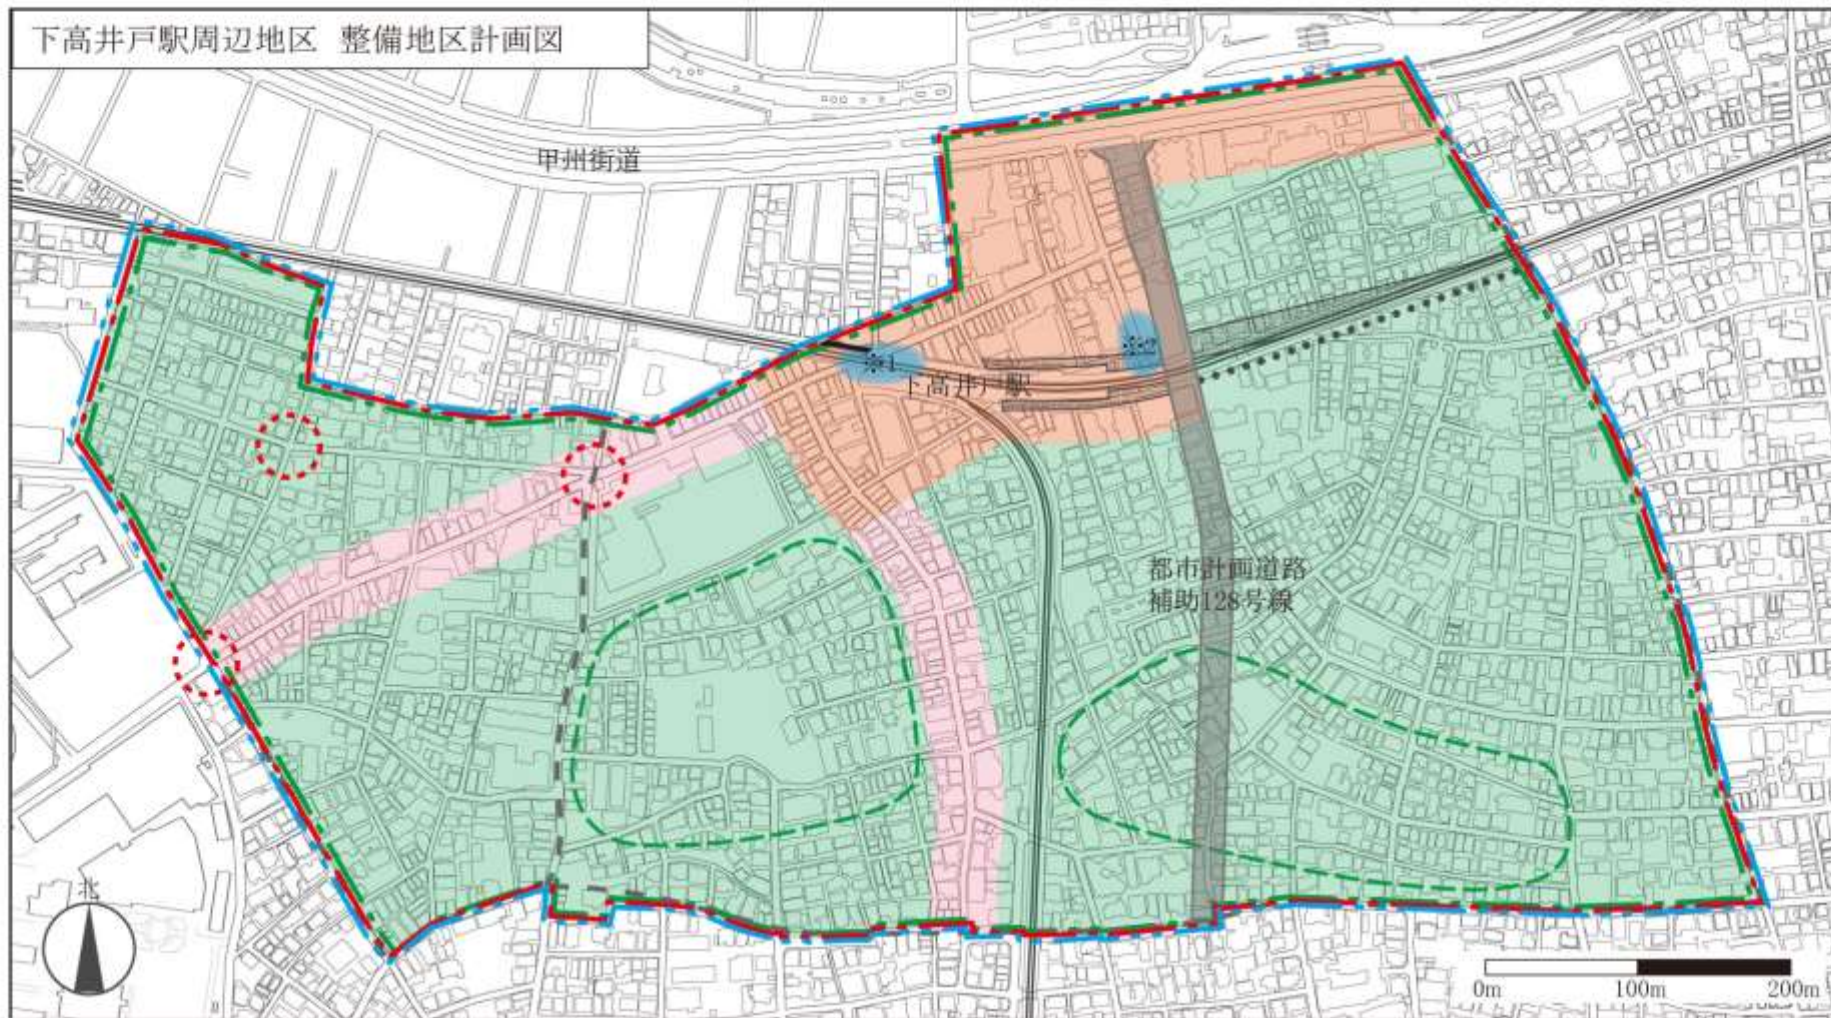 下高井戸駅周辺地区 整備地区計画図
甲州街道
※1
※2
下高井戸駅
都市計画道路
補助128号線
北
0m 100m 200m